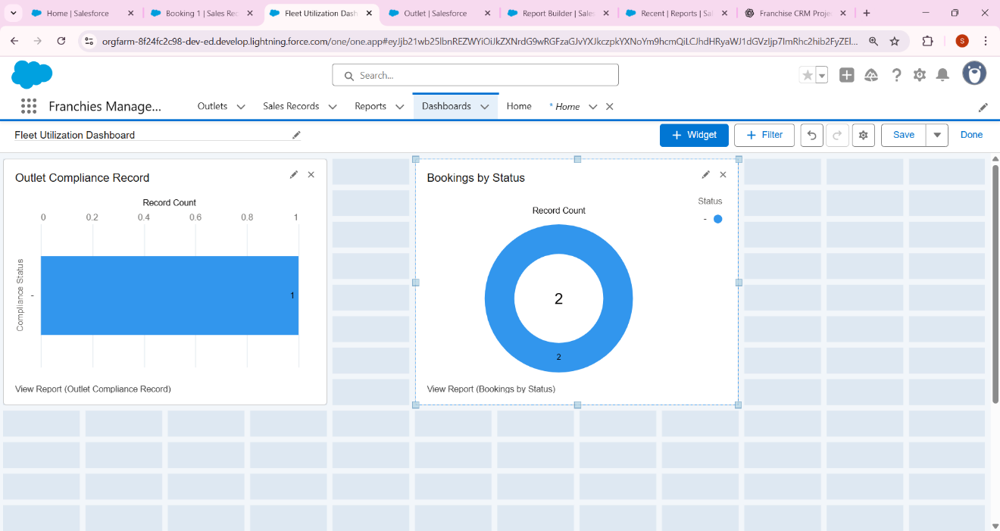 Home | Salesforce
Booking 1 | Sales Rec
Fleet Utilization Dash
Outlet | Salesforce
Report Builder | Sales
Recent | Reports | Sal
Franchise CRM Proje
orgfarm-8f24fc2c98-dev-ed.develop.lightning.force.com/one/one.app#eyJjb21wb25lbnREZWYiOiJkZXNrdG9wRGFzaGJvYXJkczpkYXNoYm9hcmQiLCJhdHRyaWJ1dGVzIjp7ImRhc2hib2FyZEl...
S
Search...
Franchies Manage...
Outlets
Sales Records
Reports
Dashboards
Home
* Home
Fleet Utilization Dashboard
+ Widget
+ Filter
Save
Done
Outlet Compliance Record
Record Count
0 0.2 0.4 0.6 0.8 1
Compliance Status
-
1
View Report (Outlet Compliance Record)
Bookings by Status
Status
-
Record Count
2
2
View Report (Bookings by Status)